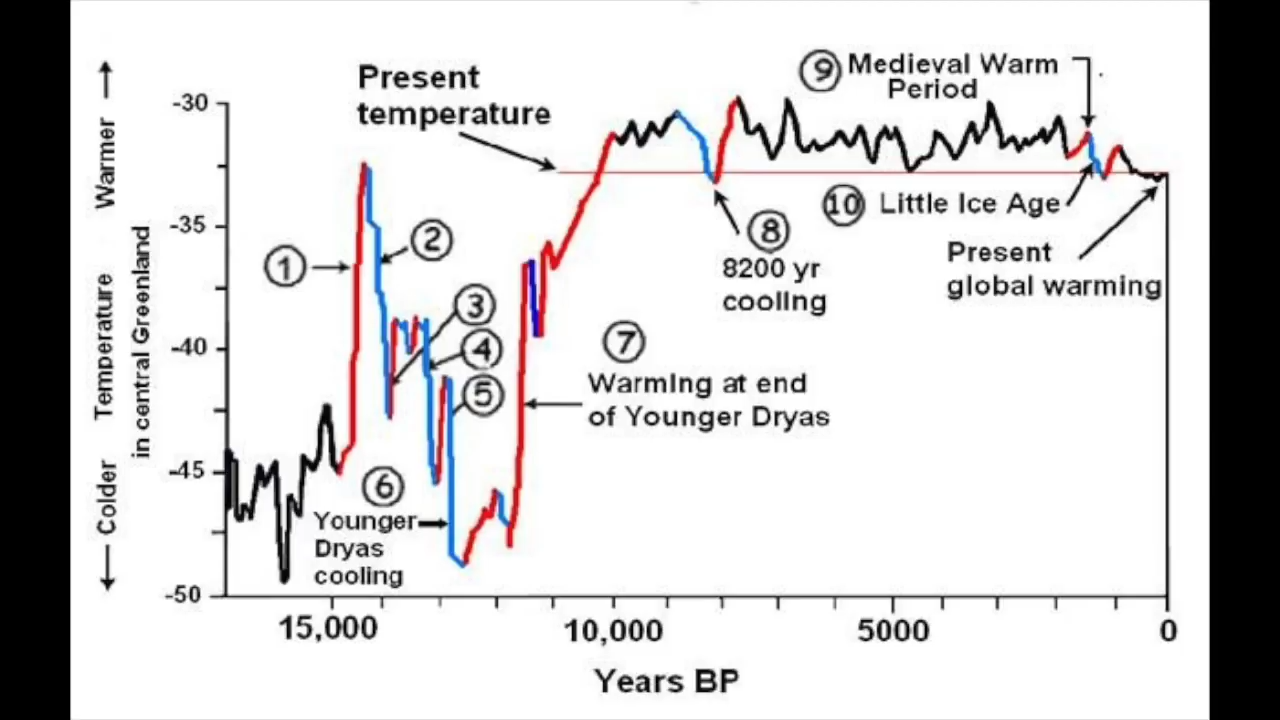 Present
temperature
9 Medieval Warm
Period
-30
-35
-40
-45
-50
Colder Temperature Warmer
in central Greenland
1
2
3
4
5
6
Younger
Dryas
cooling
7
Warming at end
of Younger Dryas
8
8200 yr
cooling
10 Little Ice Age
Present
global warming
15,000
10,000
5000
0
Years BP